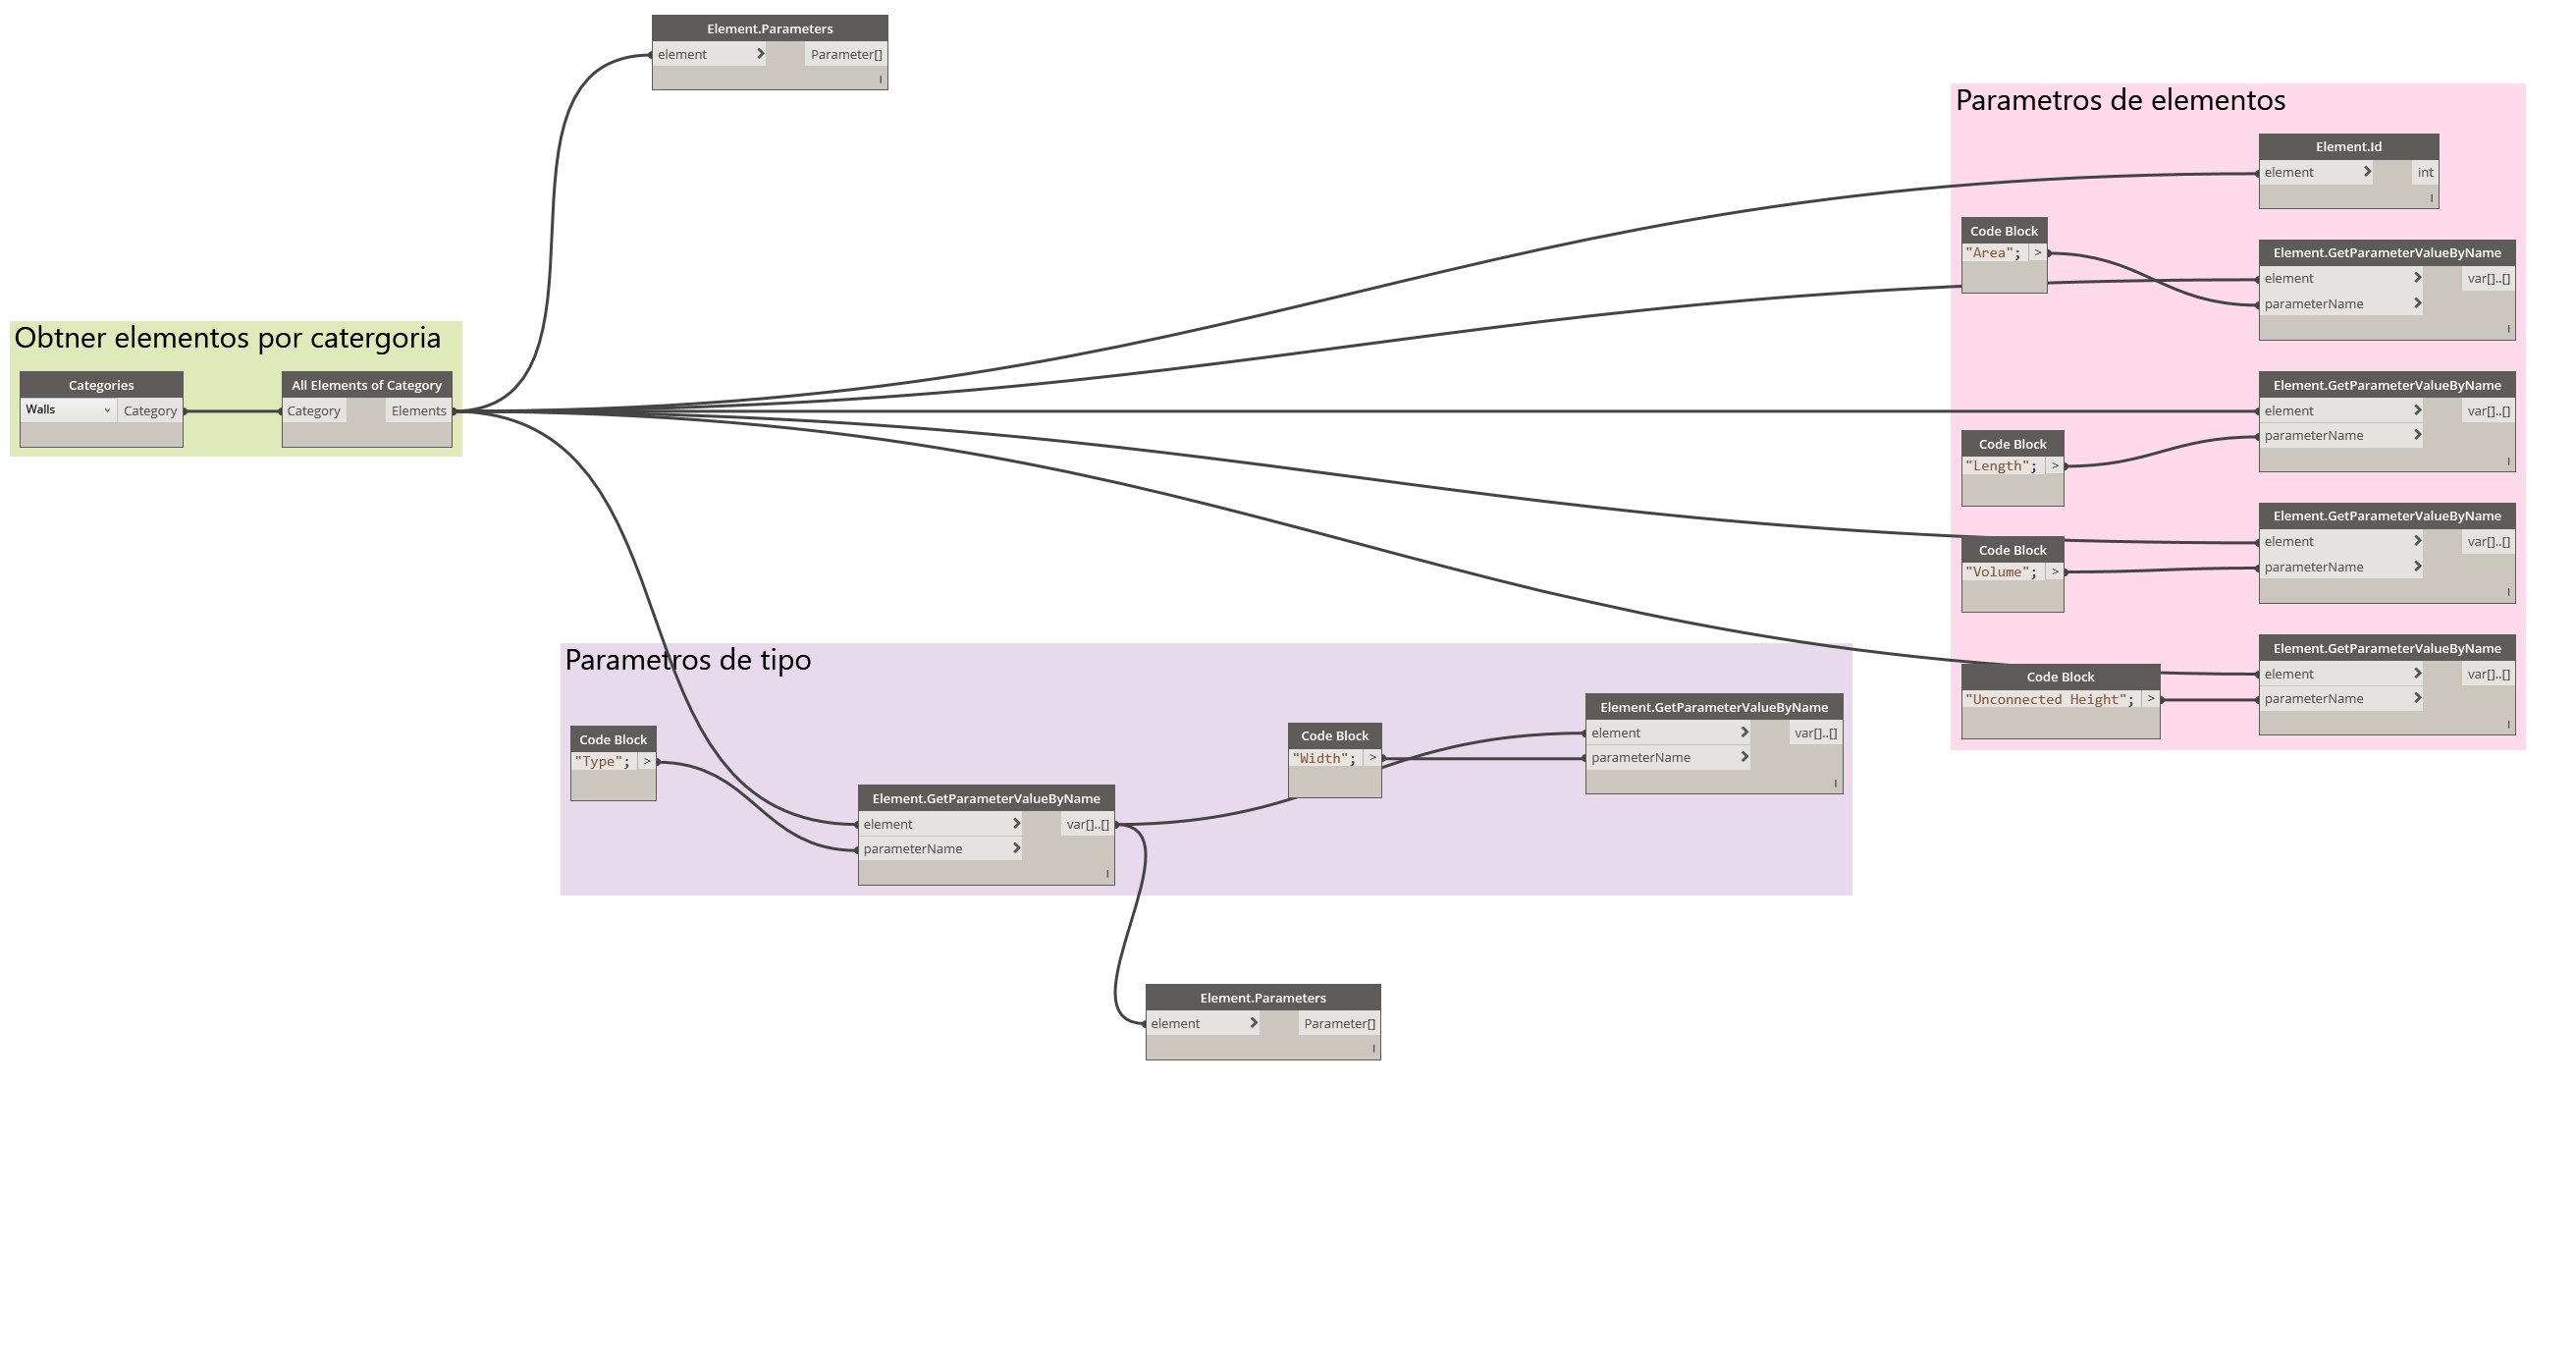 Element.Parameters
element > Parameter[]
l
Parametros de elementos
Element.Id
element > int
l
Code Block
"Area"; >
Element.GetParameterValueByName
element > var[]..[]
parameterName >
l
Obtner elementos por catergoria
Categories
Walls Category
All Elements of Category
Category Elements
Element.GetParameterValueByName
element > var[]..[]
parameterName >
l
Code Block
"Length"; >
Element.GetParameterValueByName
element > var[]..[]
parameterName >
l
Code Block
"Volume"; >
Element.GetParameterValueByName
element > var[]..[]
parameterName >
l
Code Block
"Unconnected Height"; >
Parametros de tipo
Code Block
"Type"; >
Element.GetParameterValueByName
element > var[]..[]
parameterName >
l
Code Block
"Width"; >
Element.GetParameterValueByName
element > var[]..[]
parameterName >
l
Element.Parameters
element > Parameter[]
l